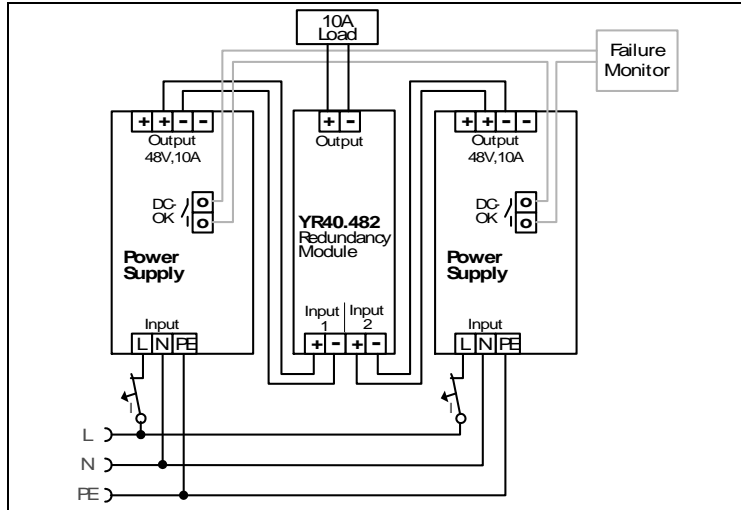 10A
Load
Failure
Monitor
+ + - -
Output
48V,10A
DC-
OK
Power
Supply
Input
L N PE
+ -
Output
YR40.482
Redundancy
Module
Input
1
Input
2
+ - + -
+ + - -
Output
48V,10A
DC-
OK
Power
Supply
Input
L N PE
I
I
L
N
PE